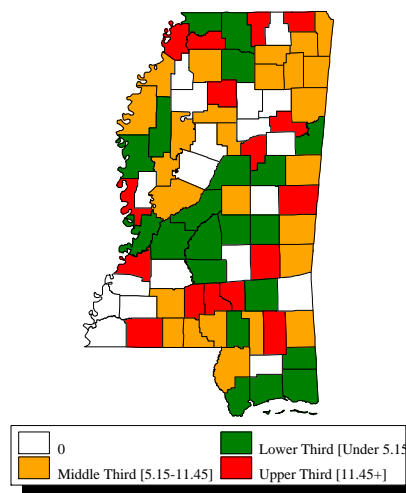 0
Lower Third [Under 5.15
Middle Third [5.15-11.45]
Upper Third [11.45+]